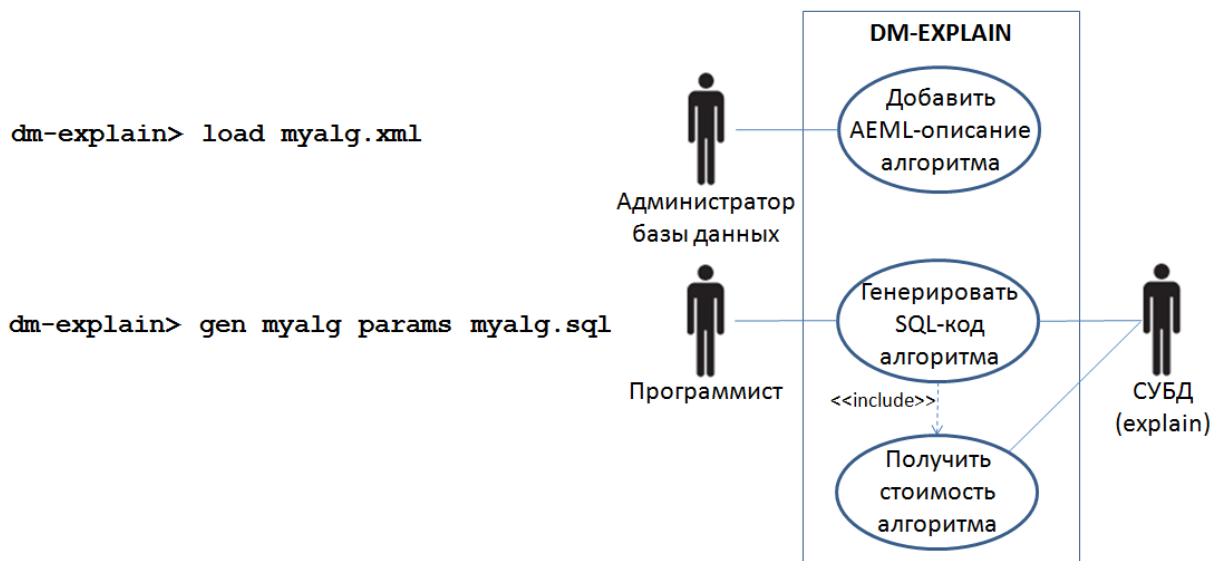 DM-EXPLAIN
dm-explain> load myalg.xml
Добавить
AEML-описание
алгоритма
Администратор
базы данных
dm-explain> gen myalg params myalg.sql
Генерировать
SQL-код
алгоритма
Программист
<<include>>
СУБД
(explain)
Получить
стоимость
алгоритма